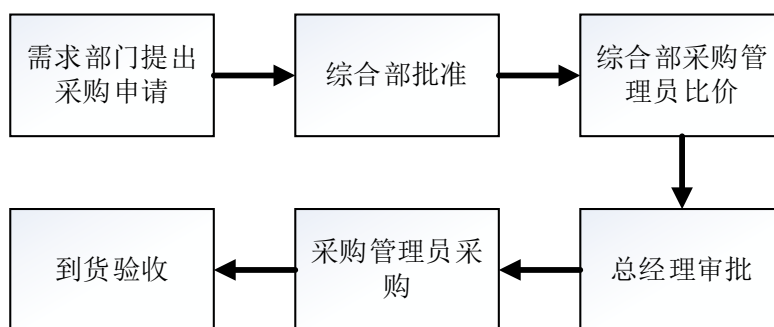 需求部门提出
采购申请
综合部批准
综合部采购管
理员比价
总经理审批
采购管理员采
购
到货验收